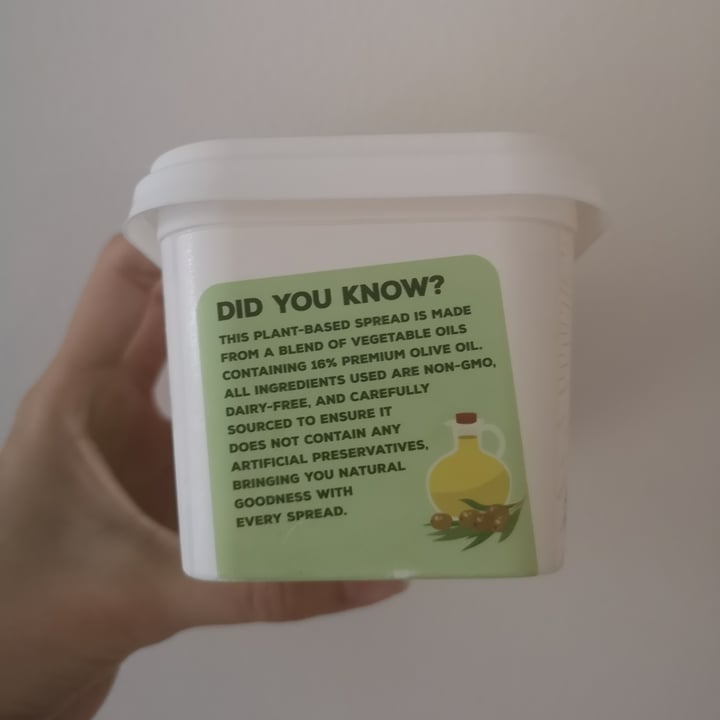 DID YOU KNOW?
THIS PLANT-BASED SPREAD IS MADE
FROM A BLEND OF VEGETABLE OILS
CONTAINING 16% PREMIUM OLIVE OIL.
ALL INGREDIENTS USED ARE NON-GMO,
DAIRY-FREE, AND CAREFULLY
SOURCED TO ENSURE IT
DOES NOT CONTAIN ANY
ARTIFICIAL PRESERVATIVES,
BRINGING YOU NATURAL
GOODNESS WITH
EVERY SPREAD.